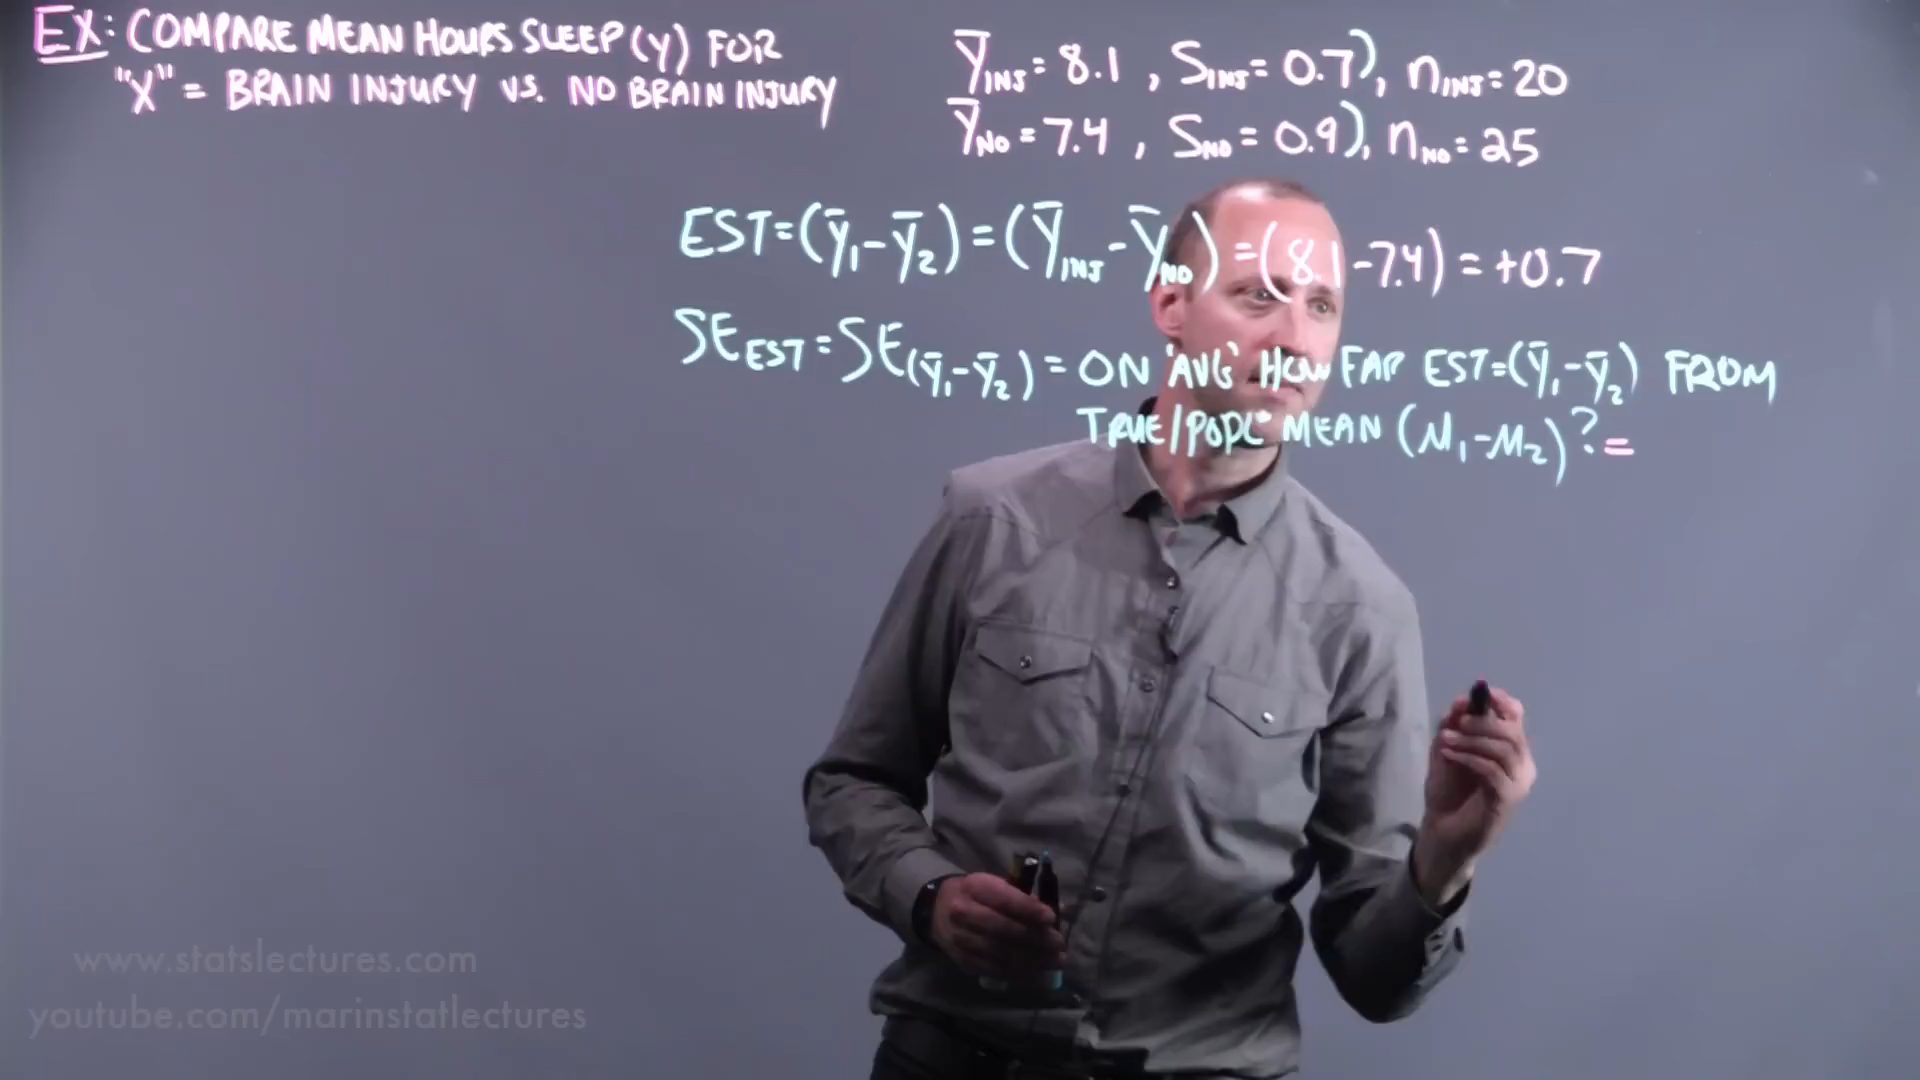 EX: COMPARE MEAN HOURS SLEEP (Y) FOR
"X" = BRAIN INJURY VS. NO BRAIN INJURY
Ȳ_INJ = 8.1 , S_INJ = 0.7), n_INJ = 20
Ȳ_NO = 7.4 , S_NO = 0.9), n_NO = 25
EST=(ȳ₁-ȳ₂)=(Ȳ_INJ-Ȳ_NO)=(8.1-7.4)=+0.7
SE_EST=SE_(ȳ₁-ȳ₂) = ON 'AVG' HOW FAR EST=(ȳ₁-ȳ₂) FROM
TRUE/POPL MEAN (μ₁-μ₂)? =
www.statslectures.com
youtube.com/marinstatlectures